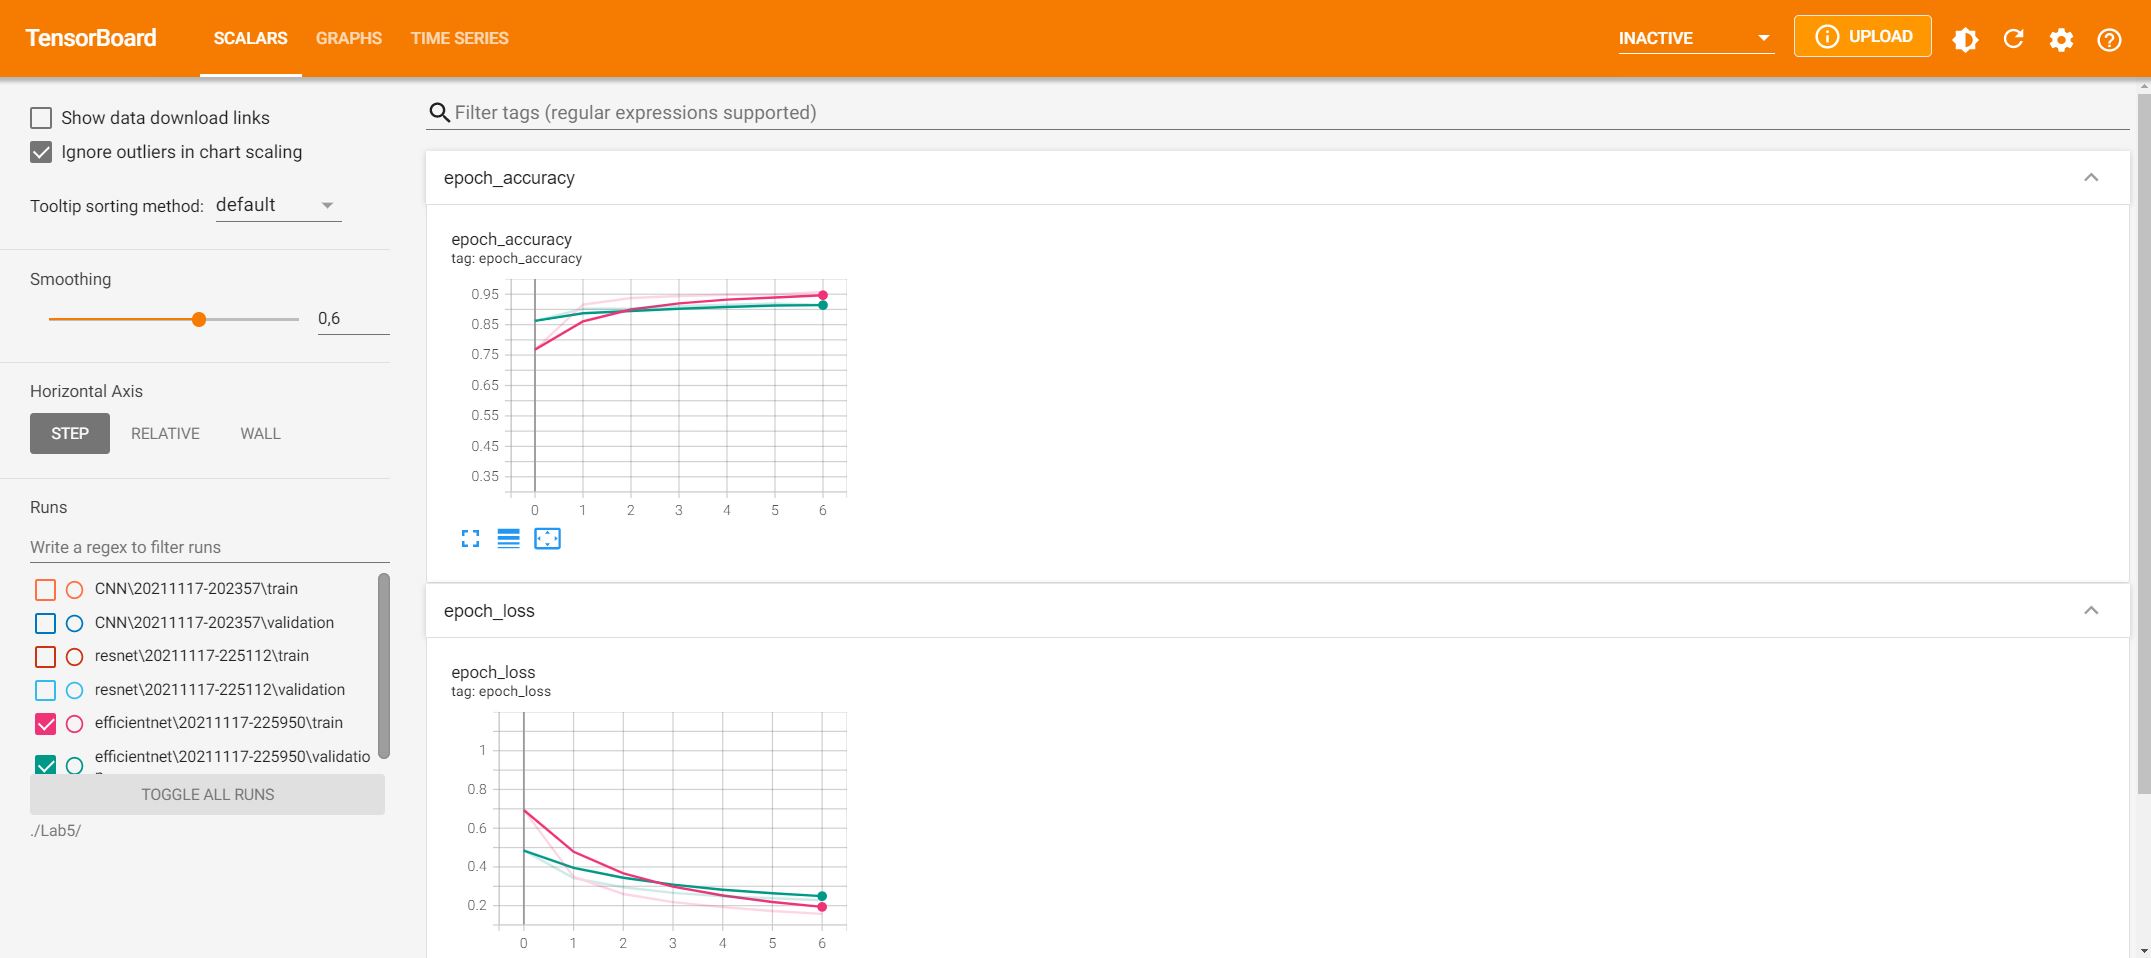 TensorBoard
SCALARS
GRAPHS
TIME SERIES
INACTIVE
UPLOAD
Show data download links
Ignore outliers in chart scaling
Tooltip sorting method: default
Smoothing
0,6
Horizontal Axis
STEP
RELATIVE
WALL
Runs
Write a regex to filter runs
CNN\20211117-202357\train
CNN\20211117-202357\validation
resnet\20211117-225112\train
resnet\20211117-225112\validation
efficientnet\20211117-225950\train
efficientnet\20211117-225950\validatio
n
TOGGLE ALL RUNS
./Lab5/
Filter tags (regular expressions supported)
epoch_accuracy
epoch_accuracy
tag: epoch_accuracy
0.95
0.85
0.75
0.65
0.55
0.45
0.35
0 1 2 3 4 5 6
epoch_loss
epoch_loss
tag: epoch_loss
1
0.8
0.6
0.4
0.2
0 1 2 3 4 5 6